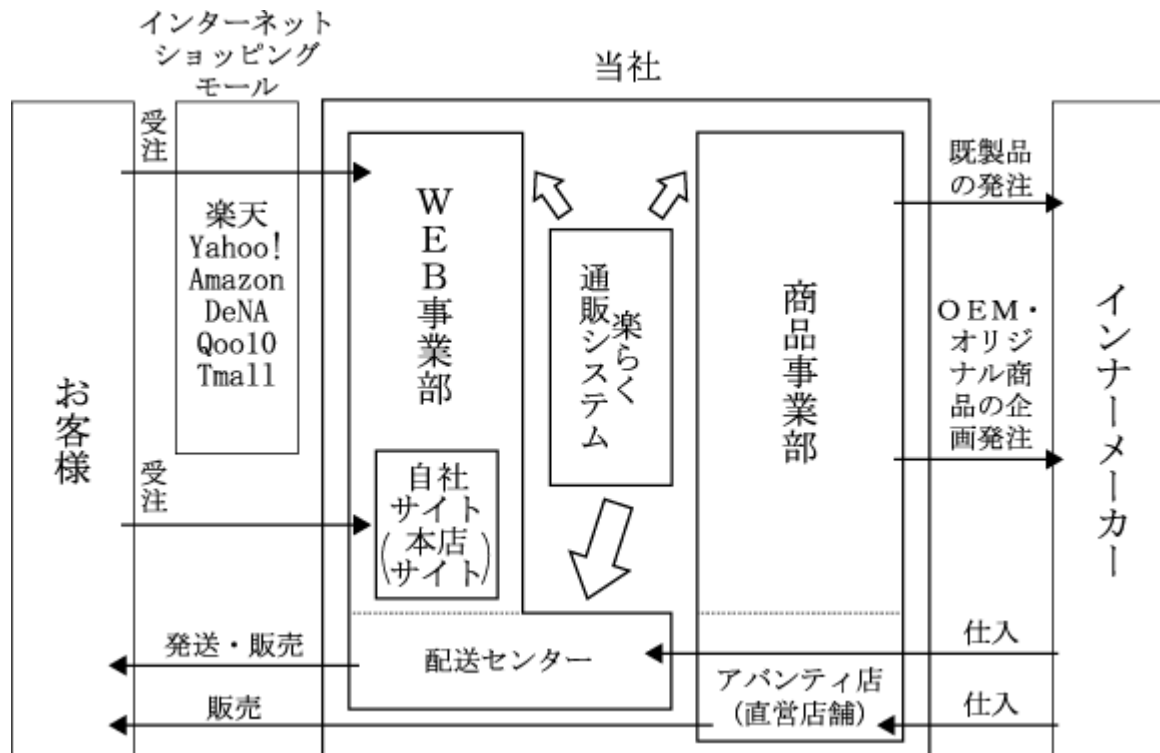 インターネット
ショッピング
モール
当社
お客様
受注
楽天
Yahoo!
Amazon
DeNA
Qoo10
Tmall
受注
WEB事業部
自社
サイト
(本店
サイト)
楽らく
通販システム
商品事業部
既製品
の発注
OEM・
オリジ
ナル商
品の企
画発注
インナーメーカー
発送・販売
配送センター
仕入
販売
アバンティ店
(直営店舗)
仕入